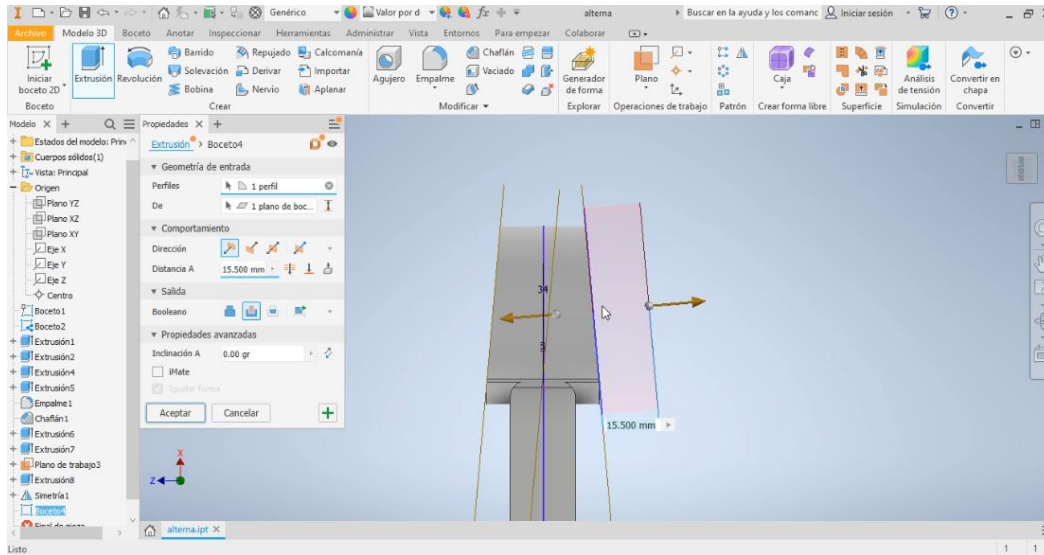 Genérico
Valor por d
alterna
Buscar en la ayuda y los comanc
Iniciar sesión
Archivo Modelo 3D Boceto Anotar Inspeccionar Herramientas Administrar Vista Entornos Para empezar Colaborar
Iniciar boceto 2D
Extrusión
Revolución
Barrido
Solevación
Bobina
Repujado
Derivar
Nervio
Calcomanía
Importar
Aplanar
Agujero
Empalme
Chaflán
Vaciado
Generador de forma
Plano
Caja
Análisis de tensión
Convertir en chapa
Boceto Crear Modificar Explorar Operaciones de trabajo Patrón Crear forma libre Superficie Simulación Convertir
Modelo
Estados del modelo: Prin
Cuerpos sólidos(1)
Vista: Principal
Origen
Plano YZ
Plano XZ
Plano XY
Eje X
Eje Y
Eje Z
Centro
Boceto1
Boceto2
Extrusión1
Extrusión2
Extrusión4
Extrusión5
Empalme1
Chaflán1
Extrusión6
Extrusión7
Plano de trabajo3
Extrusión8
Simetría1
Boceto4
Final de pieza
Propiedades
Extrusión > Boceto4
Geometría de entrada
Perfiles 1 perfil
De 1 plano de boc...
Comportamiento
Dirección
Distancia A 15.500 mm
Salida
Booleano
Propiedades avanzadas
Inclinación A 0.00 gr
iMate
Igualar forma
Aceptar Cancelar
34
15.500 mm
X
Z
alterna.ipt
Listo
1 1